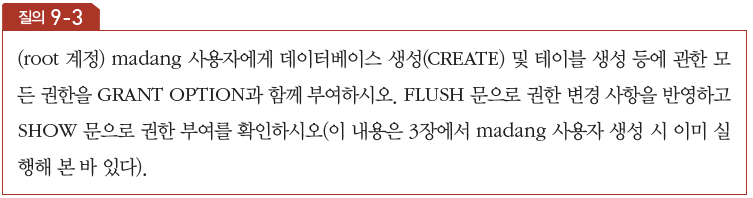 질의 9-3
(root 계정) madang 사용자에게 데이터베이스 생성(CREATE) 및 테이블 생성 등에 관한 모
든 권한을 GRANT OPTION과 함께 부여하시오. FLUSH 문으로 권한 변경 사항을 반영하고
SHOW 문으로 권한 부여를 확인하시오(이 내용은 3장에서 madang 사용자 생성 시 이미 실
행해 본 바 있다).